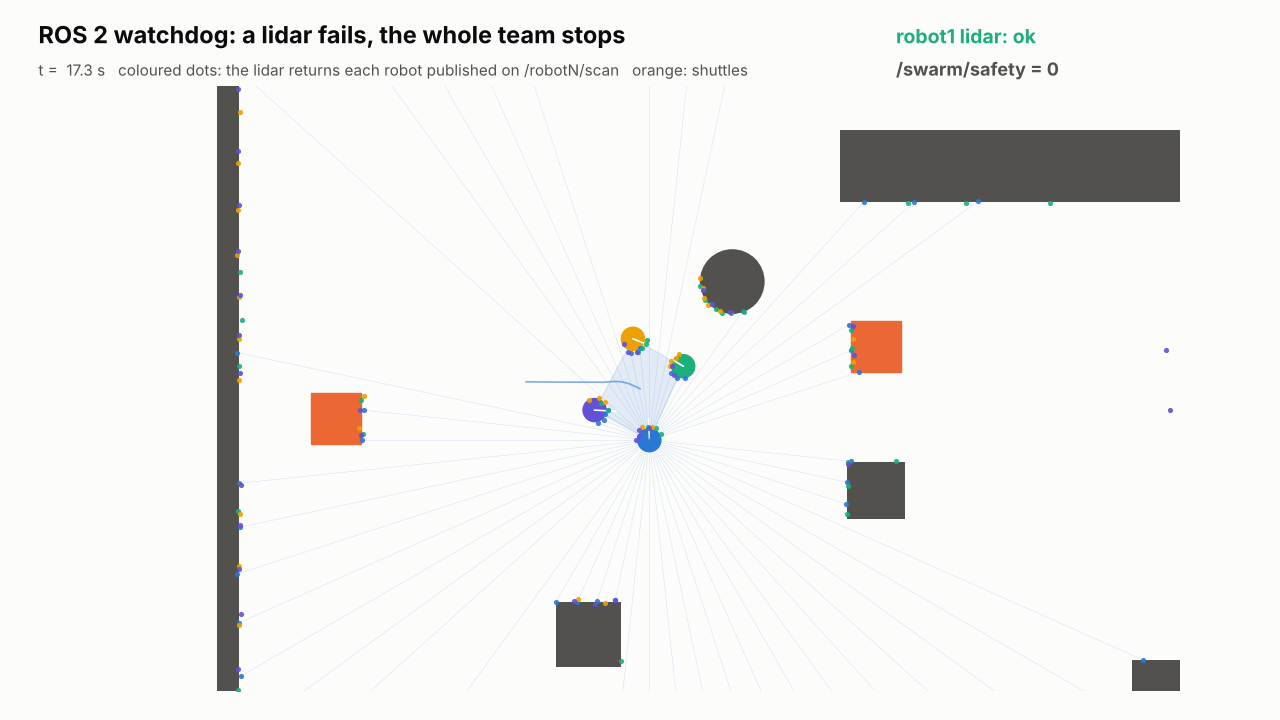 ROS 2 watchdog: a lidar fails, the whole team stops
robot1 lidar: ok
t = 17.3 s coloured dots: the lidar returns each robot published on /robotN/scan orange: shuttles
/swarm/safety = 0